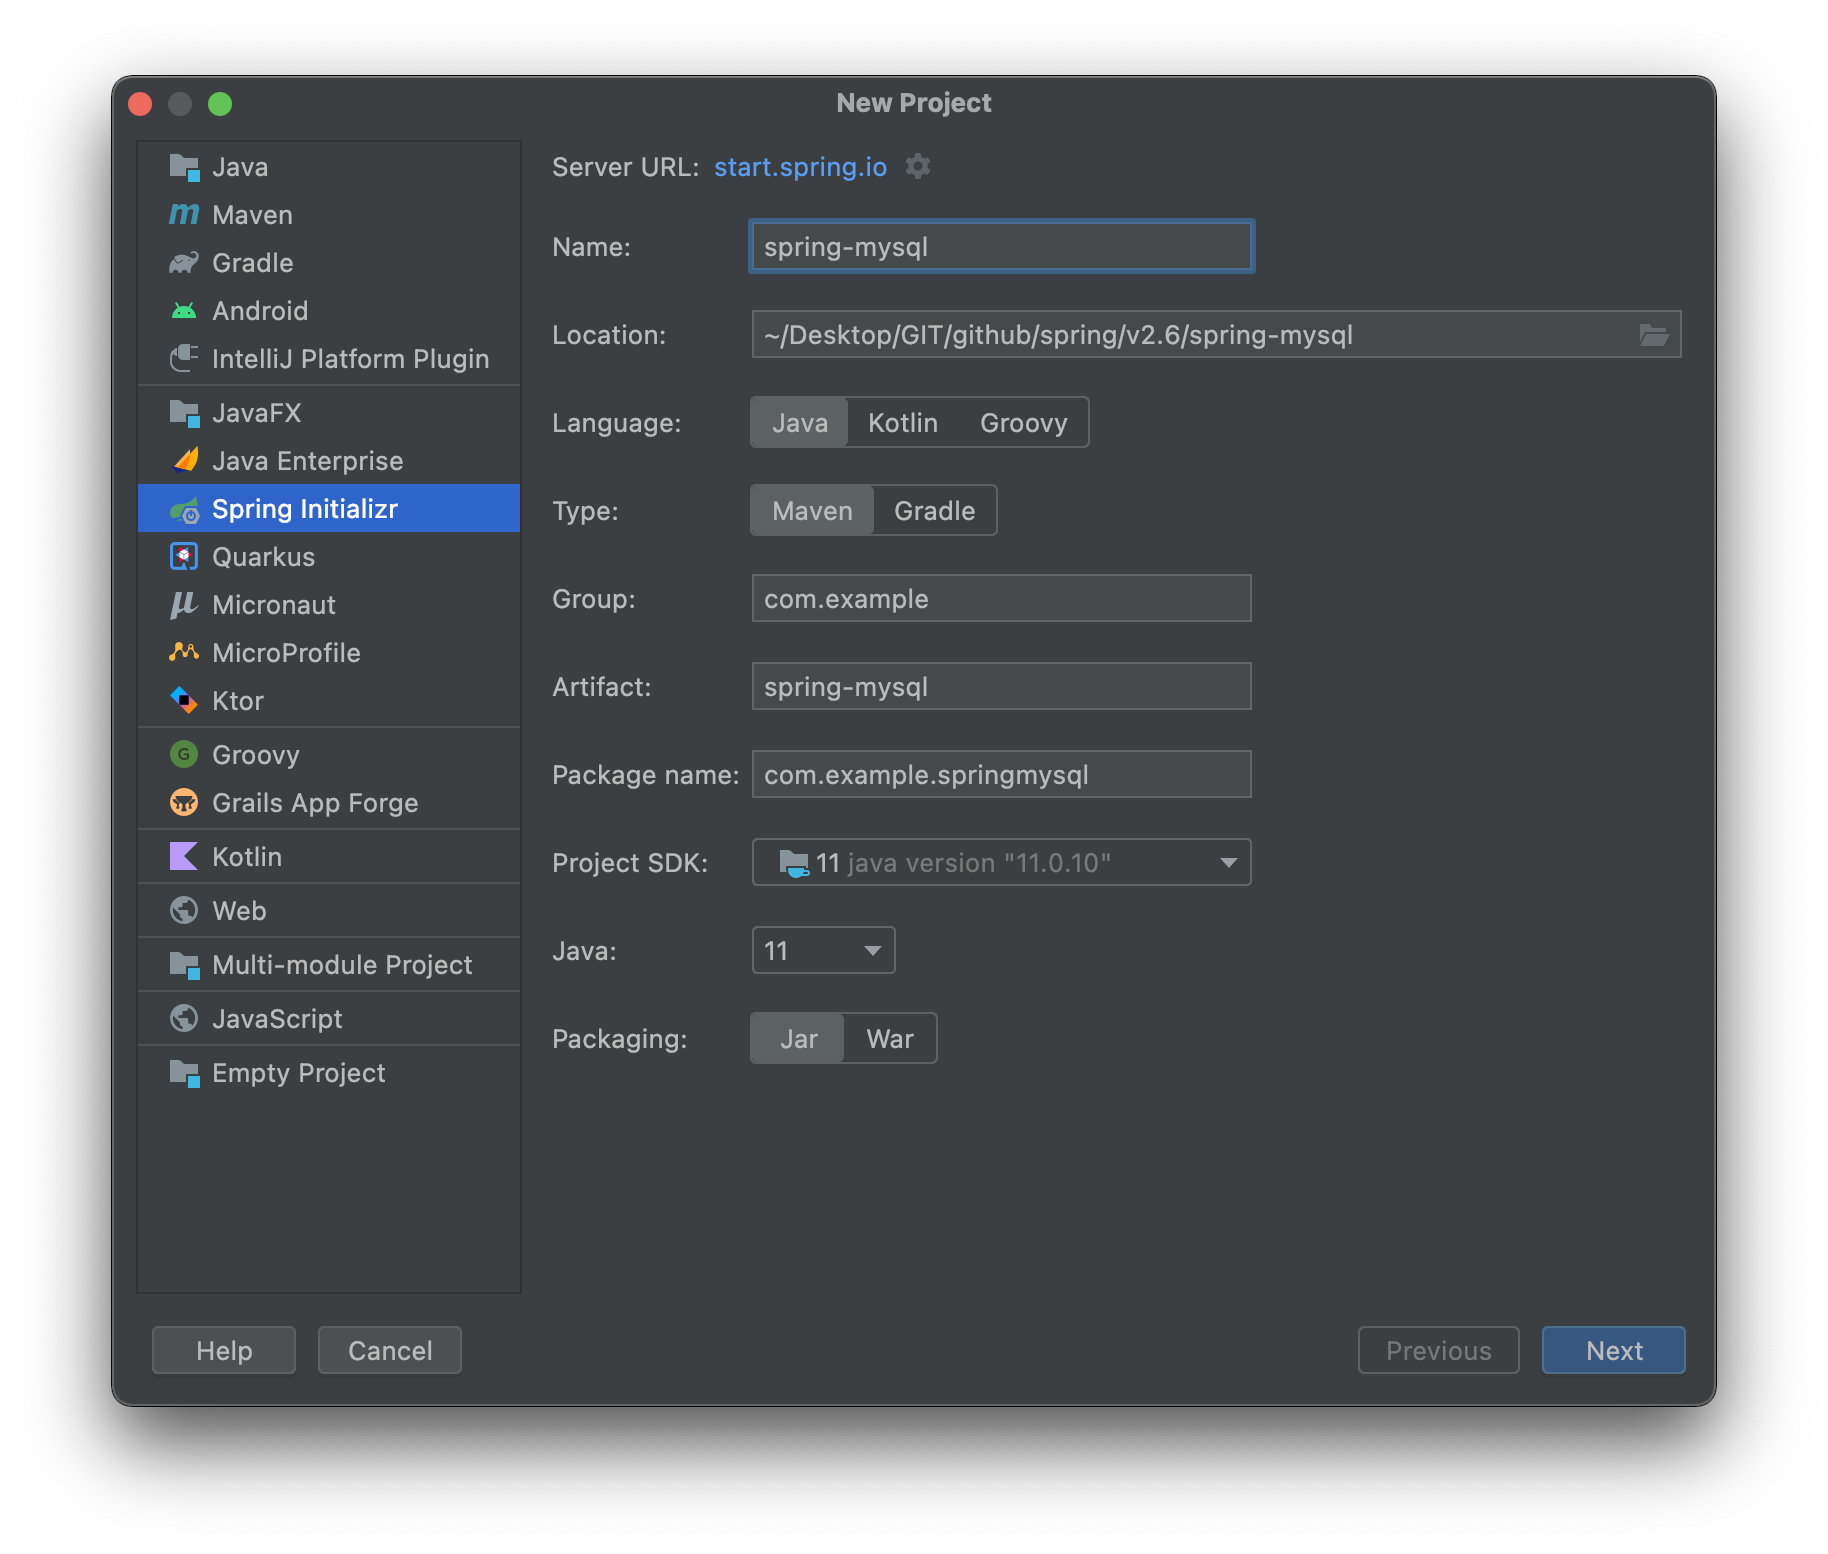 New Project
Java
Maven
Gradle
Android
IntelliJ Platform Plugin
JavaFX
Java Enterprise
Spring Initializr
Quarkus
Micronaut
MicroProfile
Ktor
Groovy
Grails App Forge
Kotlin
Web
Multi-module Project
JavaScript
Empty Project
Server URL: start.spring.io
Name: spring-mysql
Location: ~/Desktop/GIT/github/spring/v2.6/spring-mysql
Language: Java Kotlin Groovy
Type: Maven Gradle
Group: com.example
Artifact: spring-mysql
Package name: com.example.springmysql
Project SDK: 11 java version "11.0.10"
Java: 11
Packaging: Jar War
Help Cancel Previous Next